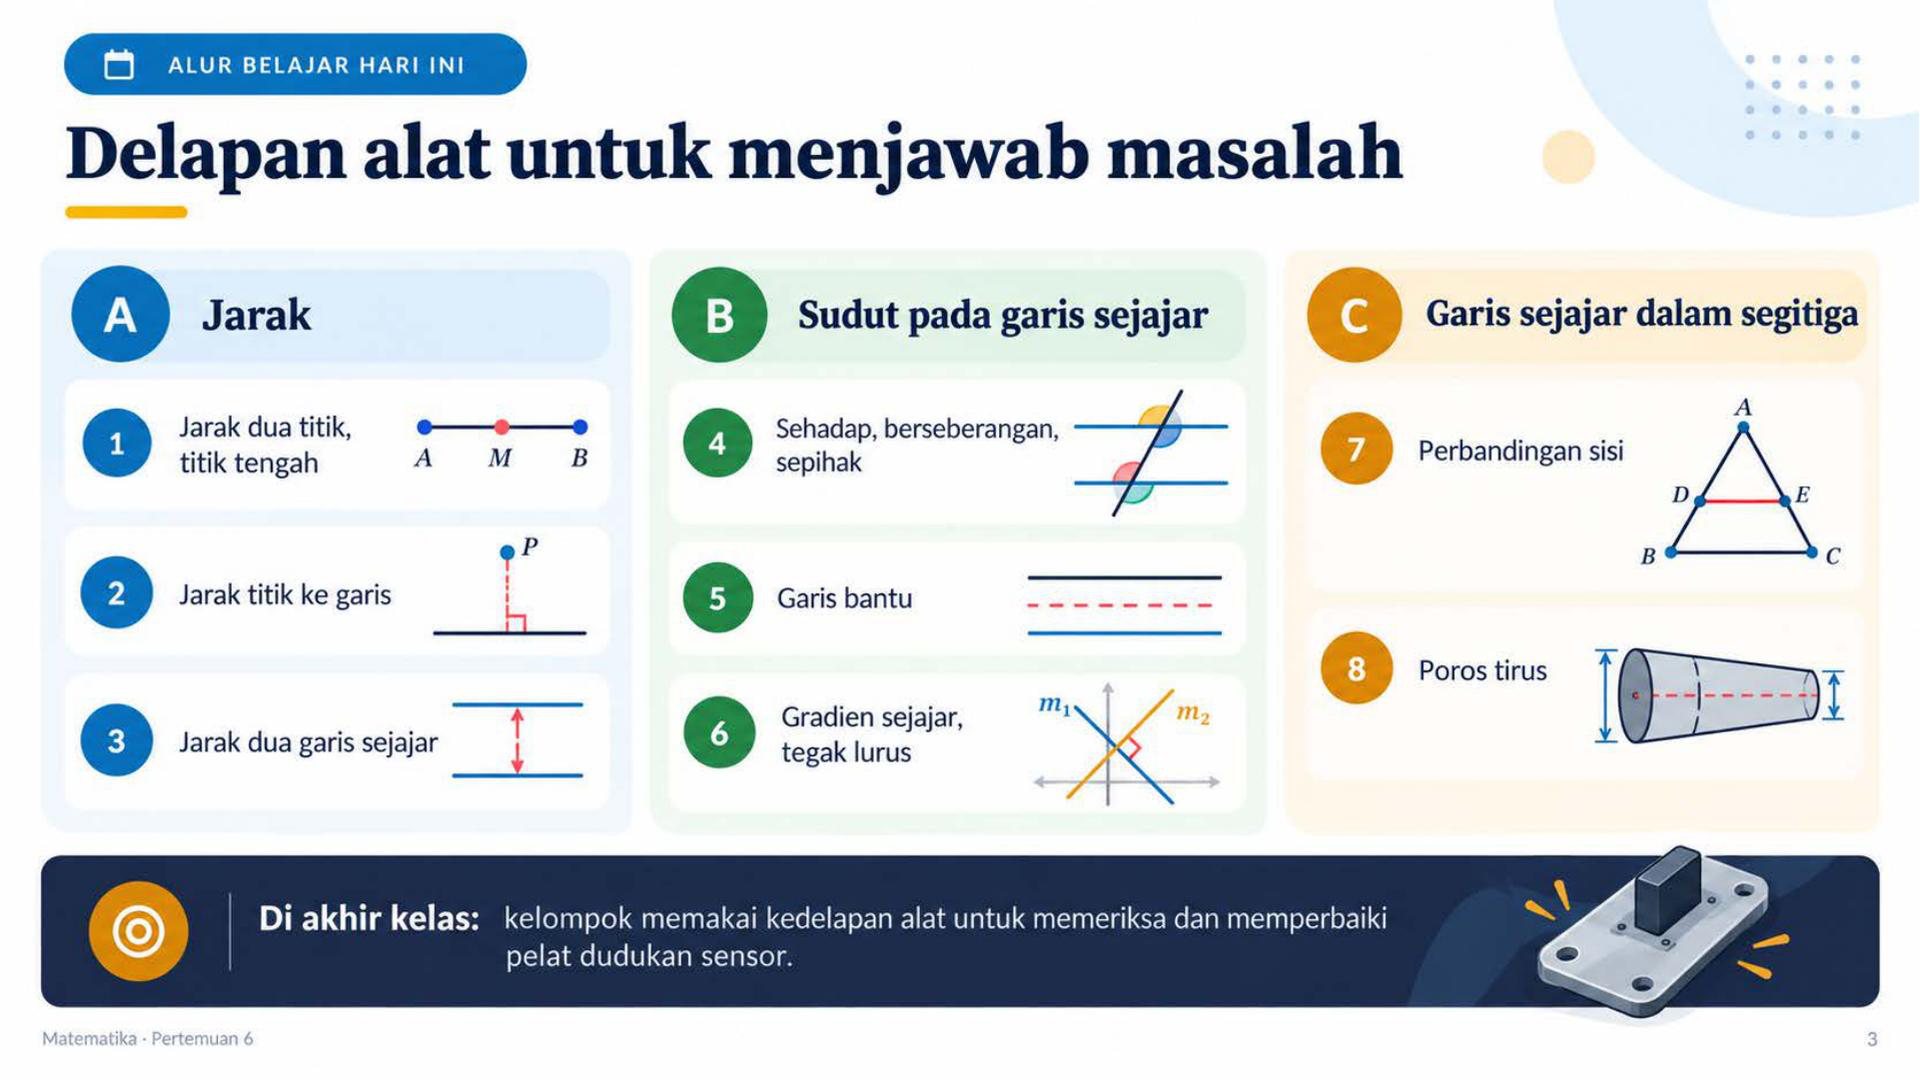 ALUR BELAJAR HARI INI
Delapan alat untuk menjawab masalah
A
Jarak
1
Jarak dua titik,
titik tengah
A
M
B
2
Jarak titik ke garis
P
3
Jarak dua garis sejajar
B
Sudut pada garis sejajar
4
Sehadap, berseberangan,
sepihak
5
Garis bantu
6
Gradien sejajar,
tegak lurus
m₁
m₂
C
Garis sejajar dalam segitiga
7
Perbandingan sisi
A
D
E
B
C
8
Poros tirus
Di akhir kelas: kelompok memakai kedelapan alat untuk memeriksa dan memperbaiki
pelat dudukan sensor.
Matematika · Pertemuan 6
3